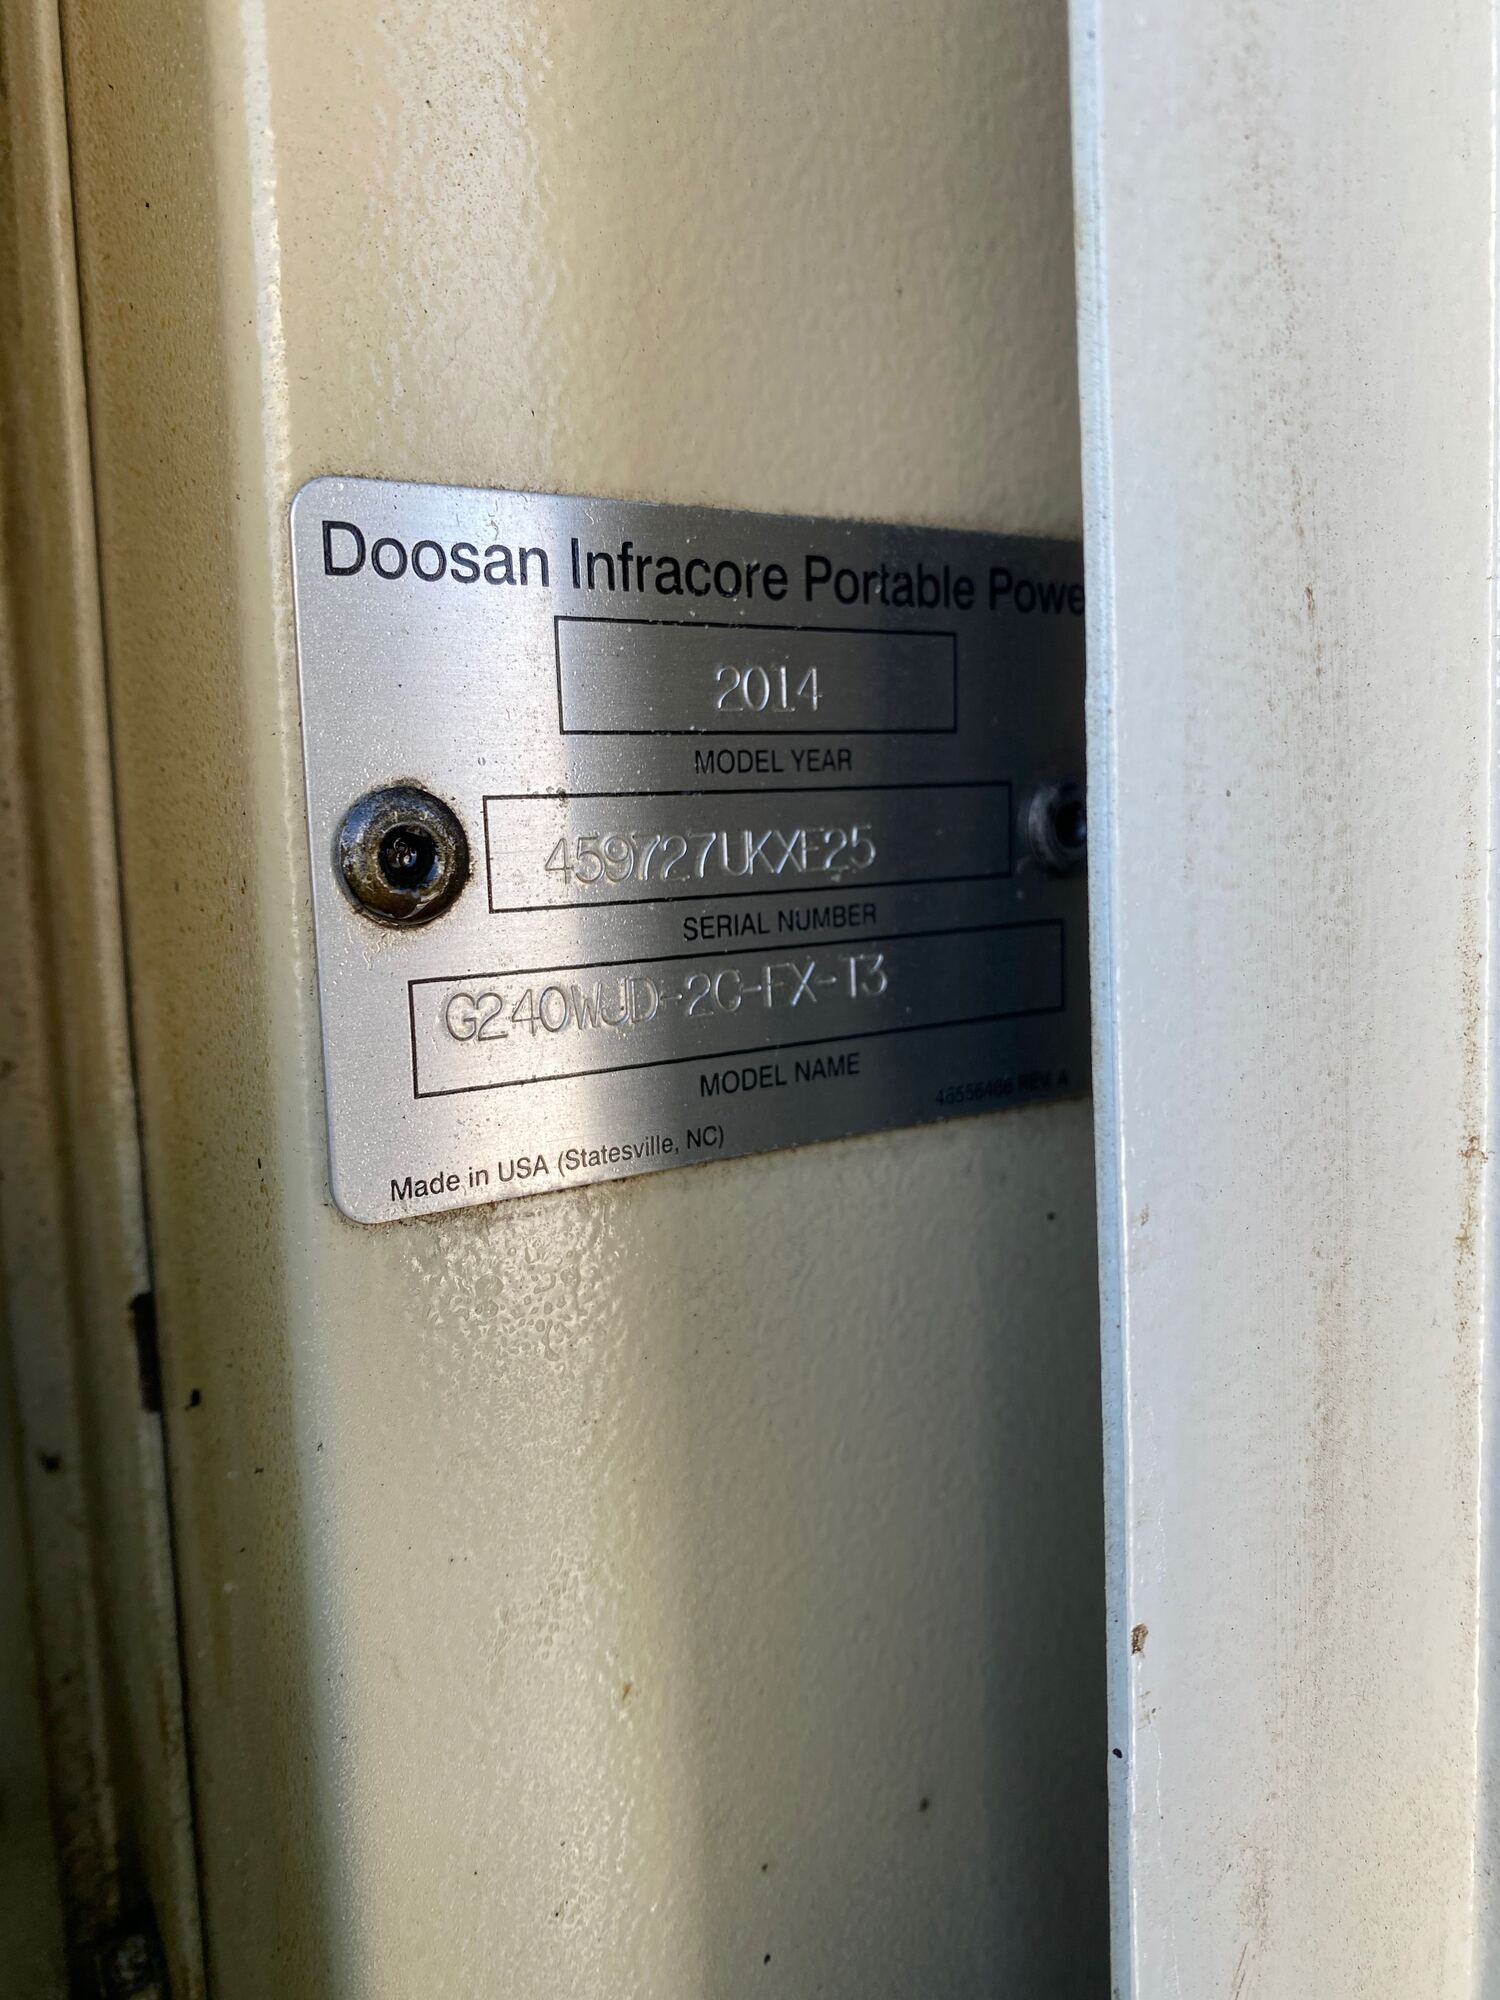 Doosan Infracore Portable Powe
2014
MODEL YEAR
459727UKXE25
SERIAL NUMBER
G240WJD-2C-FX-T3
MODEL NAME
REV A
Made in USA (Statesville, NC)